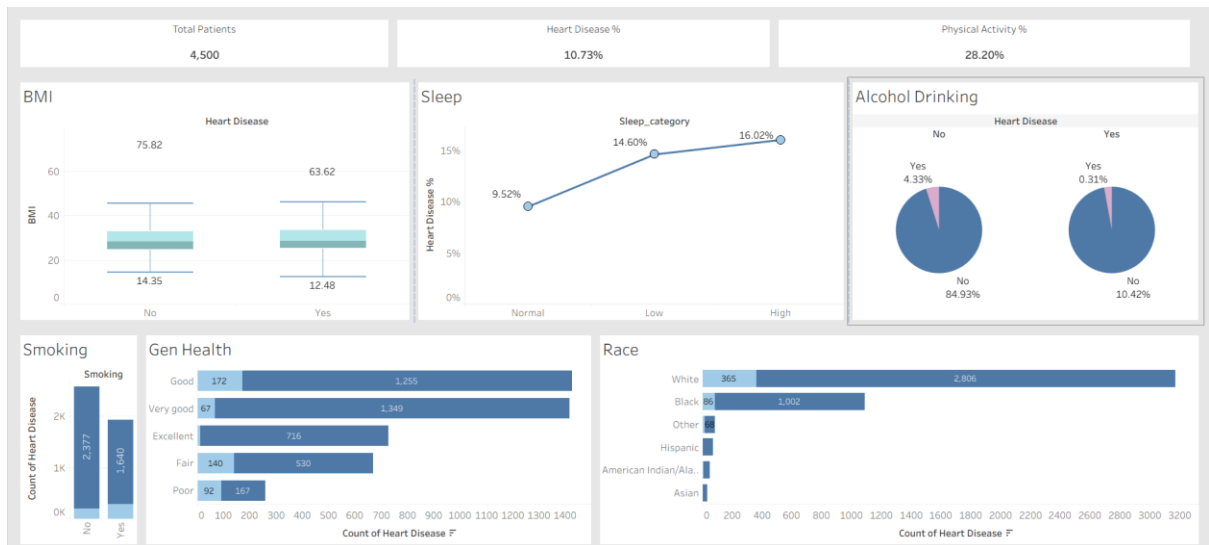 Total Patients
4,500
Heart Disease %
10.73%
Physical Activity %
28.20%
BMI
Heart Disease
75.82
63.62
60
40
20
0
BMI
14.35
12.48
No
Yes
Sleep
Sleep_category
15%
10%
5%
0%
Heart Disease %
9.52%
14.60%
16.02%
Normal
Low
High
Alcohol Drinking
Heart Disease
No
Yes
Yes
4.33%
No
84.93%
Yes
0.31%
No
10.42%
Smoking
Smoking
Count of Heart Disease
2K
1K
0K
2,377
1,640
No
Yes
Gen Health
Good 172 1,255
Very good 67 1,349
Excellent 716
Fair 140 530
Poor 92 167
0 100 200 300 400 500 600 700 800 900 1000 1100 1200 1300 1400
Count of Heart Disease
Race
White 365 2,806
Black 86 1,002
Other 68
Hispanic
American Indian/Ala..
Asian
0 200 400 600 800 1000 1200 1400 1600 1800 2000 2200 2400 2600 2800 3000 3200
Count of Heart Disease